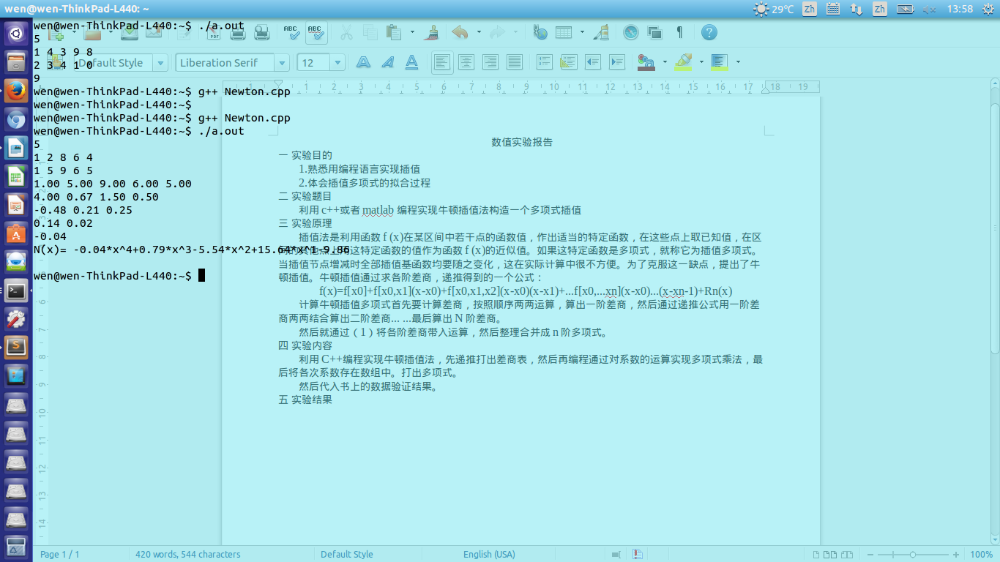 wen@wen-ThinkPad-L440: ~
29℃
Zh
Zh
13:58
wen@wen-ThinkPad-L440:~$ ./a.out
5
1 4 3 9 8
2 3 4 1 0
9
wen@wen-ThinkPad-L440:~$ g++ Newton.cpp
wen@wen-ThinkPad-L440:~$
wen@wen-ThinkPad-L440:~$ g++ Newton.cpp
wen@wen-ThinkPad-L440:~$ ./a.out
5
1 2 8 6 4
1 5 9 6 5
1.00 5.00 9.00 6.00 5.00
4.00 0.67 1.50 0.50
-0.48 0.21 0.25
0.14 0.02
-0.04
N(x)= -0.04*x^4+0.79*x^3-5.54*x^2+15.64*x^1-9.86
wen@wen-ThinkPad-L440:~$
ABC
ABC
Default Style
Liberation Serif
12
1 1 2 3 4 5 6 7 8 9 10 11 12 13 14 15 16 17 18 19
数值实验报告
一 实验目的
1.熟悉用编程语言实现插值
2.体会插值多项式的拟合过程
二 实验题目
利用 c++或者 matlab 编程实现牛顿插值法构造一个多项式插值
三 实验原理
插值法是利用函数 f (x)在某区间中若干点的函数值，作出适当的特定函数，在这些点上取已知值，在区
这特定函数的值作为函数 f (x)的近似值。如果这特定函数是多项式，就称它为插值多项式。
当插值节点增减时全部插值基函数均要随之变化，这在实际计算中很不方便。为了克服这一缺点，提出了牛
顿插值。牛顿插值通过求各阶差商，递推得到的一个公式：
f(x)=f[x0]+f[x0,x1](x-x0)+f[x0,x1,x2](x-x0)(x-x1)+...f[x0,...xn](x-x0)...(x-xn-1)+Rn(x)
计算牛顿插值多项式首先要计算差商，按照顺序两两运算，算出一阶差商，然后通过递推公式用一阶差
商两两结合算出二阶差商... ...最后算出 N 阶差商。
然后就通过（1）将各阶差商带入运算，然后整理合并成 n 阶多项式。
四 实验内容
利用 C++编程实现牛顿插值法，先递推打出差商表，然后再编程通过对系数的运算实现多项式乘法，最
后将各次系数存在数组中。打出多项式。
然后代入书上的数据验证结果。
五 实验结果
Page 1 / 1
420 words, 544 characters
Default Style
English (USA)
100%